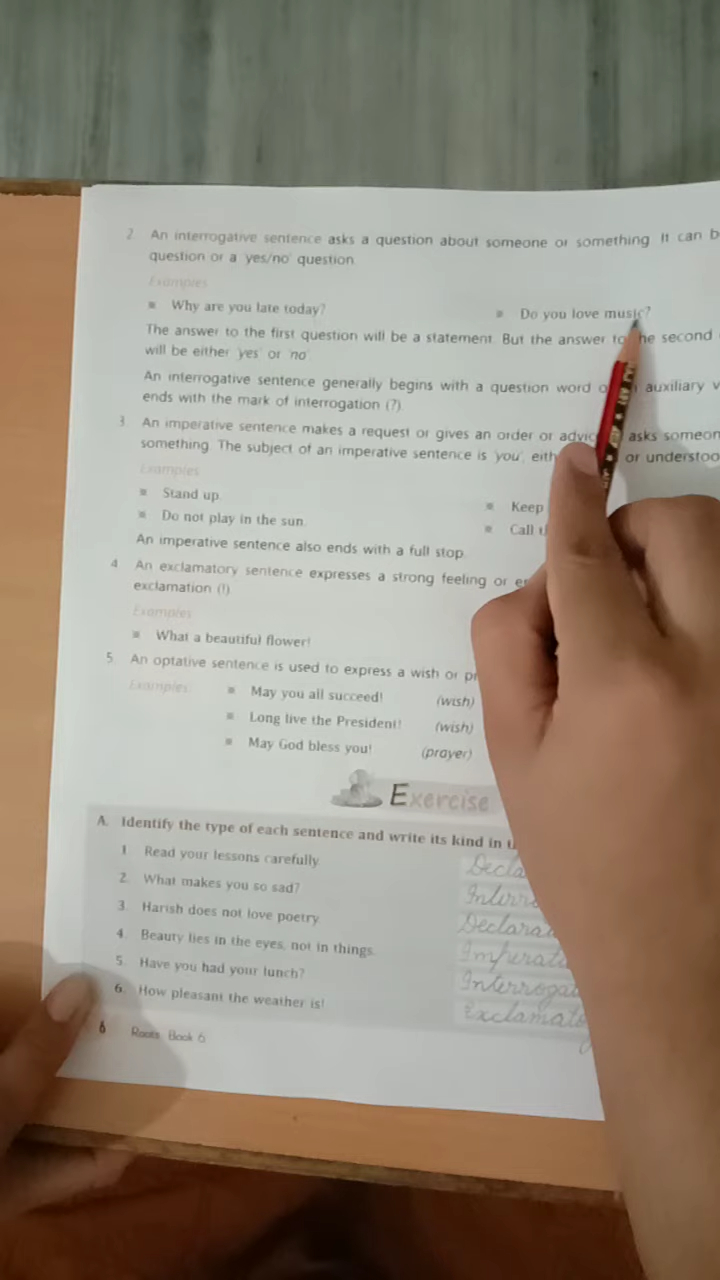 2. An interrogative sentence asks a question about someone or something. It can b
question or a 'yes/no' question.
Examples
Why are you late today?
Do you love music?
The answer to the first question will be a statement. But the answer to he second
will be either 'yes' or 'no'.
An interrogative sentence generally begins with a question word o auxiliary v
ends with the mark of interrogation (?).
3. An imperative sentence makes a request or gives an order or advic asks someon
something. The subject of an imperative sentence is 'you', eith or understoo
Examples
Stand up.
Keep
Do not play in the sun.
Call t
An imperative sentence also ends with a full stop.
4. An exclamatory sentence expresses a strong feeling or e
exclamation (!).
Examples
What a beautiful flower!
5. An optative sentence is used to express a wish or pr
Examples
May you all succeed! (wish)
Long live the President! (wish)
May God bless you! (prayer)
Exercise
A. Identify the type of each sentence and write its kind in t
1. Read your lessons carefully. Decla
2. What makes you so sad? Interro
3. Harish does not love poetry. Declara
4. Beauty lies in the eyes, not in things. Imperat
5. Have you had your lunch? Interrogat
6. How pleasant the weather is! Exclamato
6 Roots Book 6